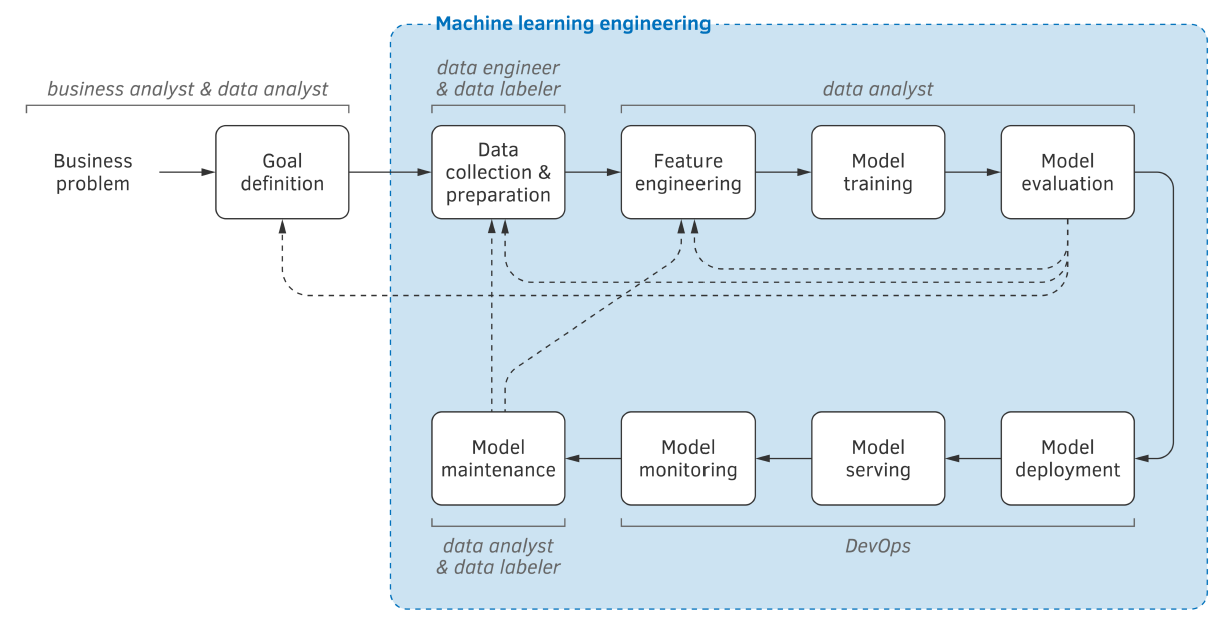 Machine learning engineering
business analyst & data analyst
data engineer
& data labeler
data analyst
Business
problem
Goal
definition
Data
collection &
preparation
Feature
engineering
Model
training
Model
evaluation
Model
maintenance
Model
monitoring
Model
serving
Model
deployment
data analyst
& data labeler
DevOps